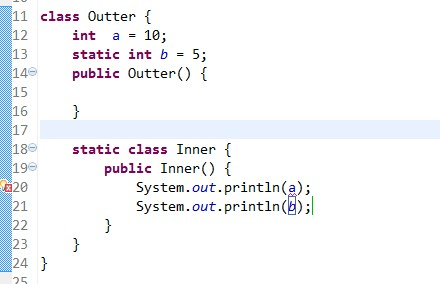 11 class Outter {
12     int  a = 10;
13     static int b = 5;
14     public Outter() {
15
16     }
17
18     static class Inner {
19         public Inner() {
20             System.out.println(a);
21             System.out.println(b);
22         }
23     }
24 }
25